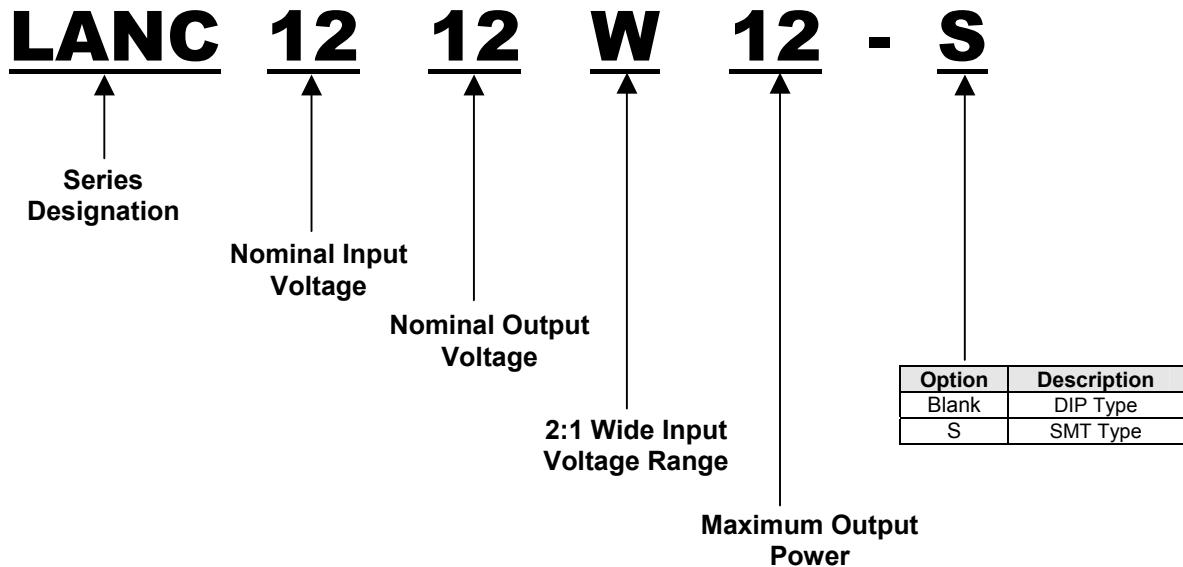 LANC 12 12 W 12 - S
Series
Designation
Nominal Input
Voltage
Nominal Output
Voltage
2:1 Wide Input
Voltage Range
Maximum Output
Power
Option Description
Blank DIP Type
S SMT Type